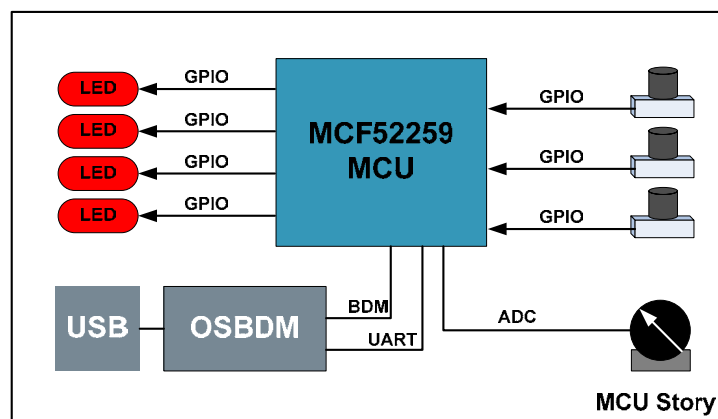 LED
GPIO
LED
GPIO
LED
GPIO
LED
GPIO
MCF52259
MCU
GPIO
GPIO
GPIO
USB
OSBDM
BDM
UART
ADC
MCU Story